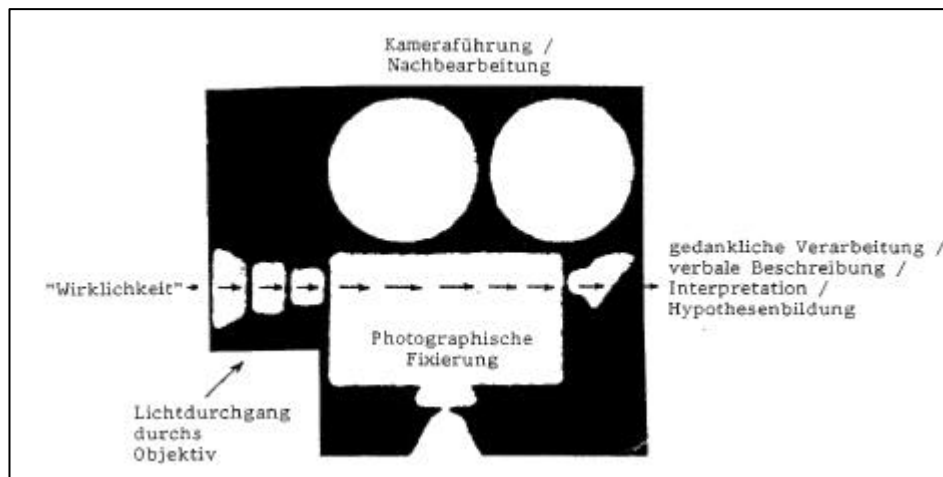 Kameraführung /
Nachbearbeitung
"Wirklichkeit"
gedankliche Verarbeitung /
verbale Beschreibung /
Interpretation /
Hypothesenbildung
Photographische
Fixierung
Lichtdurchgang
durchs
Objektiv